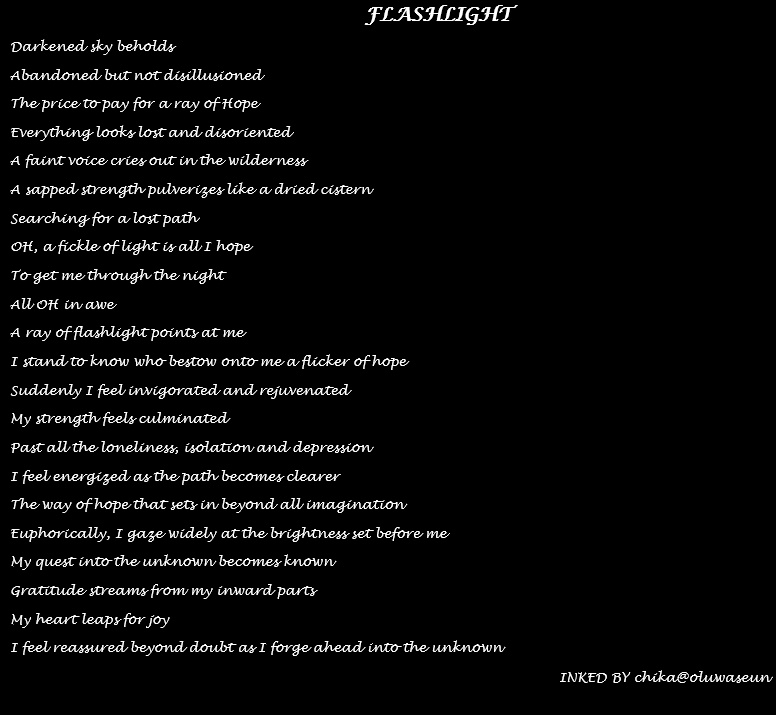 FLASHLIGHT
Darkened sky beholds
Abandoned but not disillusioned
The price to pay for a ray of Hope
Everything looks lost and disoriented
A faint voice cries out in the wilderness
A sapped strength pulverizes like a dried cistern
Searching for a lost path
OH, a fickle of light is all I hope
To get me through the night
All OH in awe
A ray of flashlight points at me
I stand to know who bestow onto me a flicker of hope
Suddenly I feel invigorated and rejuvenated
My strength feels culminated
Past all the loneliness, isolation and depression
I feel energized as the path becomes clearer
The way of hope that sets in beyond all imagination
Euphorically, I gaze widely at the brightness set before me
My quest into the unknown becomes known
Gratitude streams from my inward parts
My heart leaps for joy
I feel reassured beyond doubt as I forge ahead into the unknown
INKED BY chika@oluwaseun